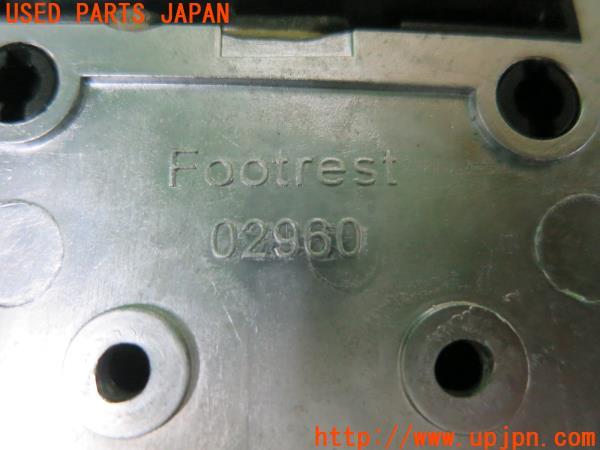 USED PARTS JAPAN
Footrest
02960
http://www.upjpn.com/